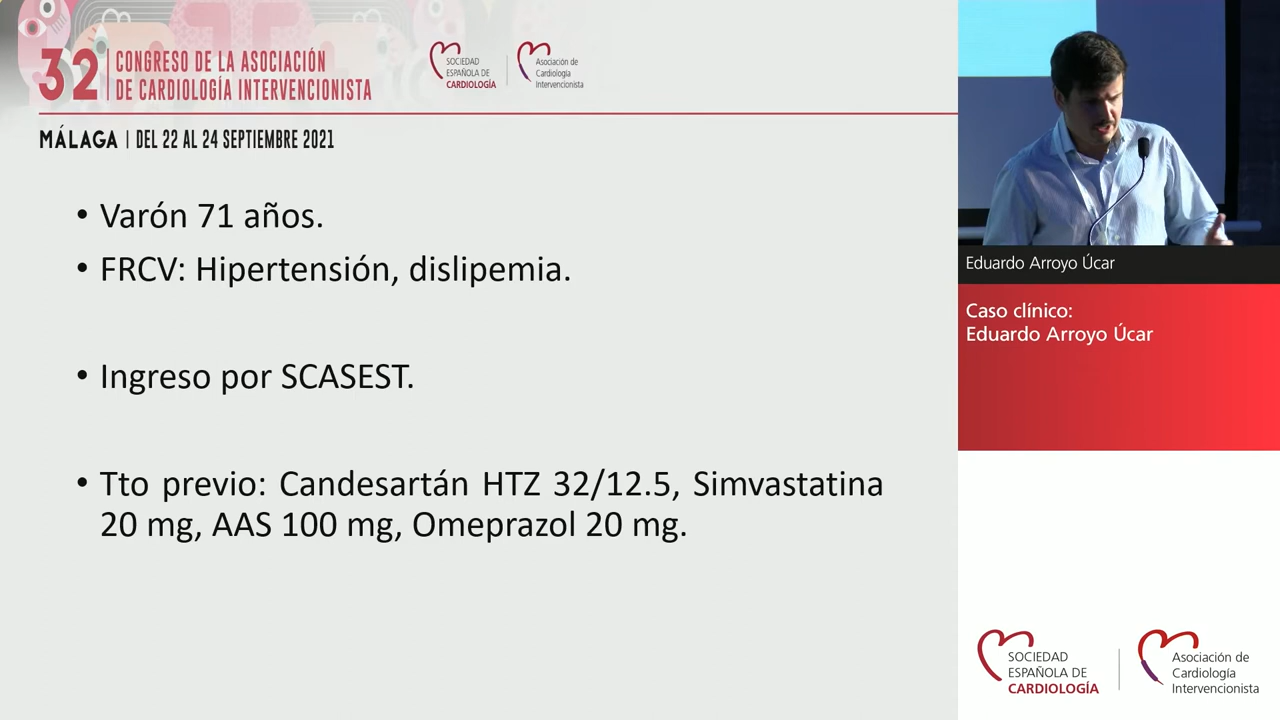 32 CONGRESO DE LA ASOCIACIÓN
DE CARDIOLOGÍA INTERVENCIONISTA
SOCIEDAD
ESPAÑOLA DE
CARDIOLOGÍA
Asociación de
Cardiología
Intervencionista
MÁLAGA | DEL 22 AL 24 SEPTIEMBRE 2021
• Varón 71 años.
• FRCV: Hipertensión, dislipemia.
• Ingreso por SCASEST.
• Tto previo: Candesartán HTZ 32/12.5, Simvastatina
20 mg, AAS 100 mg, Omeprazol 20 mg.
Eduardo Arroyo Úcar
Caso clínico:
Eduardo Arroyo Úcar
SOCIEDAD
ESPAÑOLA DE
CARDIOLOGÍA
Asociación de
Cardiología
Intervencionista